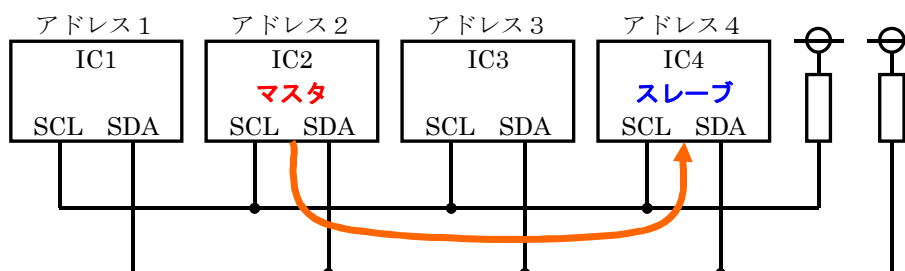 アドレス1 アドレス2 アドレス3 アドレス4
IC1 IC2 IC3 IC4
マスタ スレーブ
SCL SDA SCL SDA SCL SDA SCL SDA